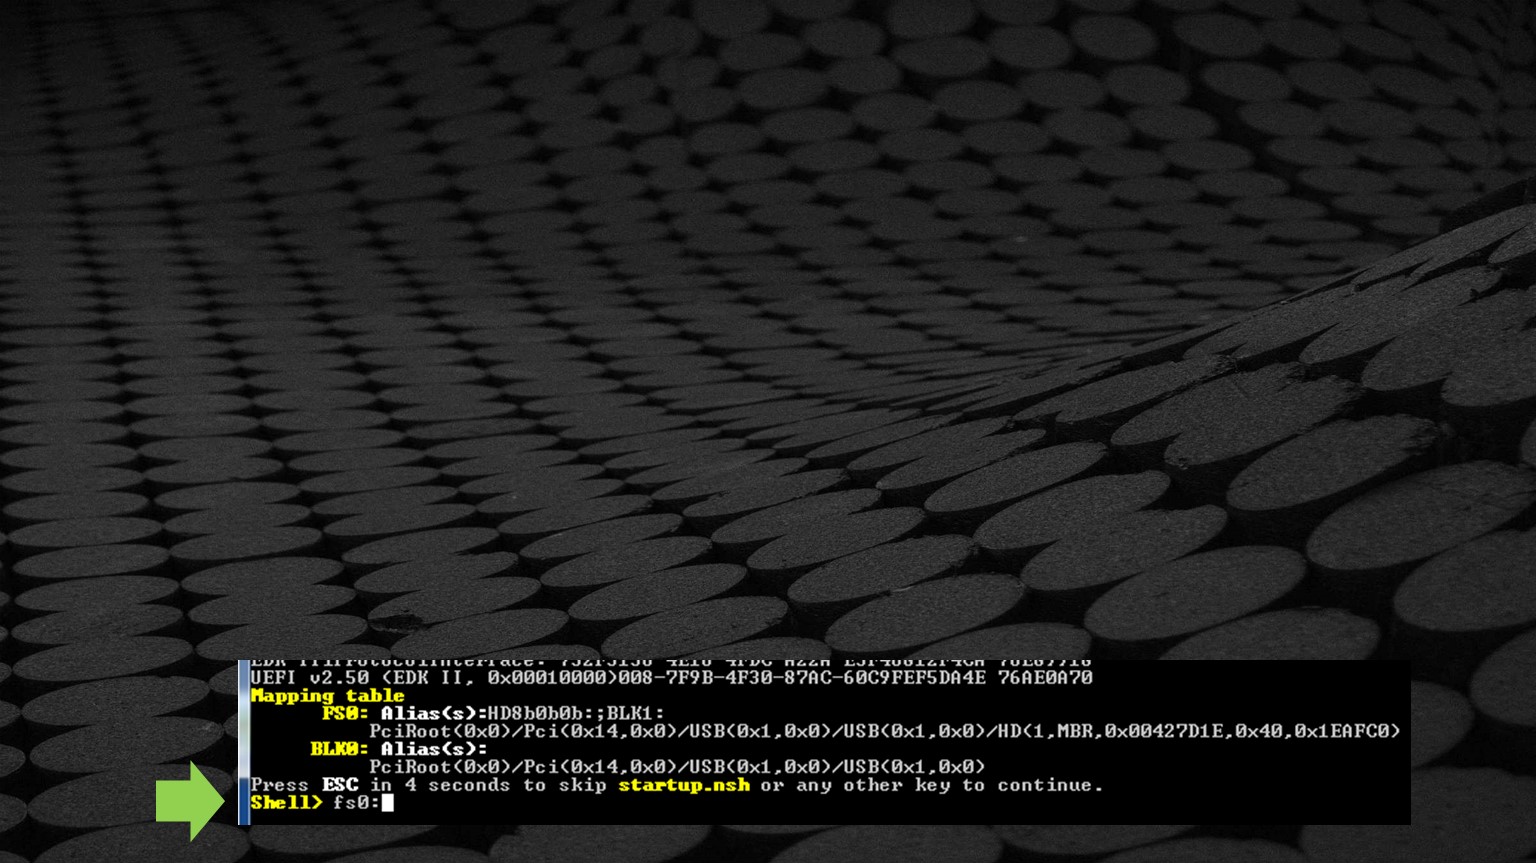 UEFI v2.50 (EDK II, 0x00010000)008-7F9B-4F30-87AC-60C9FEF5DA4E 76AE0A70
Mapping table
FS0: Alias(s):HD8b0b0b:;BLK1:
PciRoot(0x0)/Pci(0x14,0x0)/USB(0x1,0x0)/USB(0x1,0x0)/HD(1,MBR,0x00427D1E,0x40,0x1EAFC0)
BLK0: Alias(s):
PciRoot(0x0)/Pci(0x14,0x0)/USB(0x1,0x0)/USB(0x1,0x0)
Press ESC in 4 seconds to skip startup.nsh or any other key to continue.
Shell> fs0: